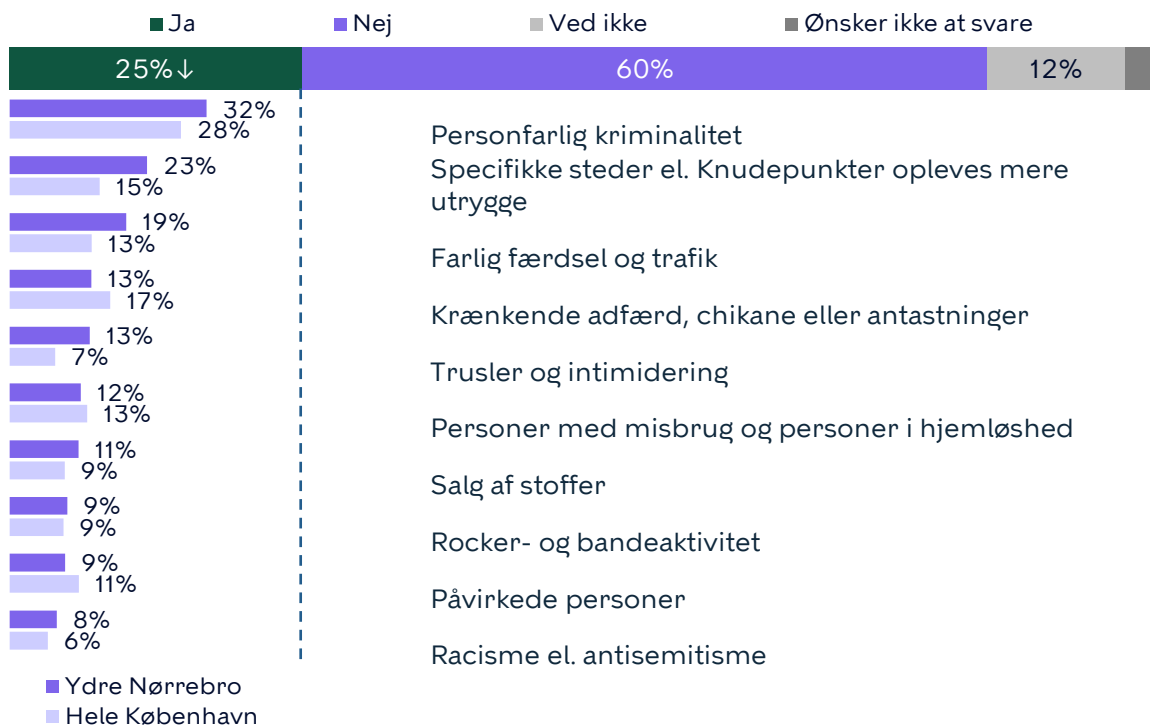 Ja Nej Ved ikke Ønsker ikke at svare
25%↓ 60% 12%
32%
28%
Personfarlig kriminalitet
23%
15%
Specifikke steder el. Knudepunkter opleves mere
utrygge
19%
13%
Farlig færdsel og trafik
13%
17%
Krænkende adfærd, chikane eller antastninger
13%
7%
Trusler og intimidering
12%
13%
Personer med misbrug og personer i hjemløshed
11%
9%
Salg af stoffer
9%
9%
Rocker- og bandeaktivitet
9%
11%
Påvirkede personer
8%
6%
Racisme el. antisemitisme
Ydre Nørrebro
Hele København